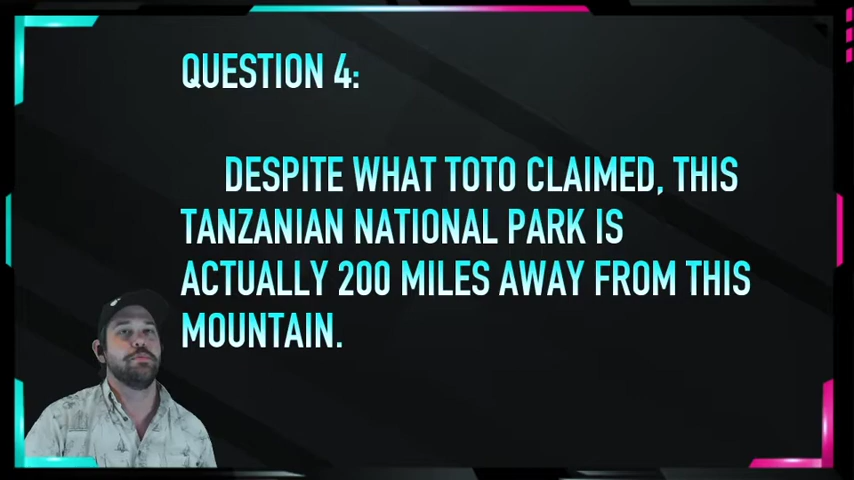 QUESTION 4:
DESPITE WHAT TOTO CLAIMED, THIS
TANZANIAN NATIONAL PARK IS
ACTUALLY 200 MILES AWAY FROM THIS
MOUNTAIN.